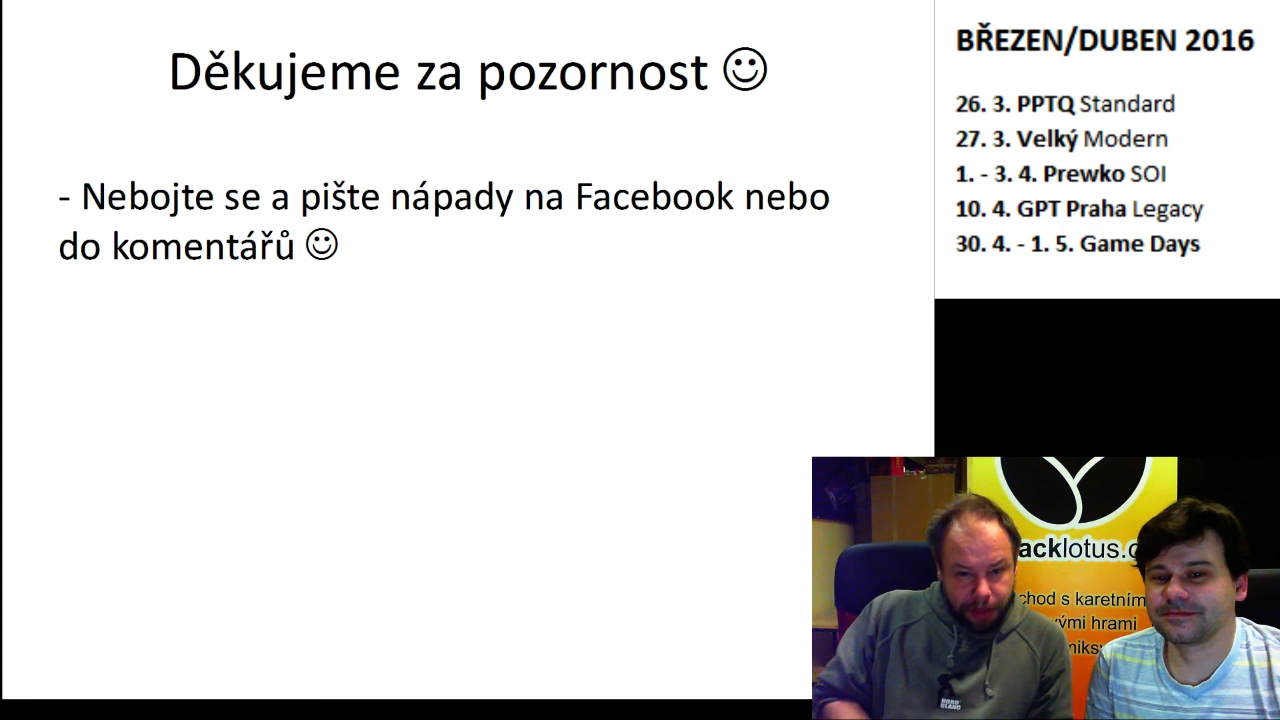 Děkujeme za pozornost ☺
- Nebojte se a pište nápady na Facebook nebo
do komentářů ☺
BŘEZEN/DUBEN 2016
26. 3. PPTQ Standard
27. 3. Velký Modern
1. - 3. 4. Prewko SOI
10. 4. GPT Praha Legacy
30. 4. - 1. 5. Game Days
acklotus.c
chod s karetním
vými hrami
miks
NORD
BLANC